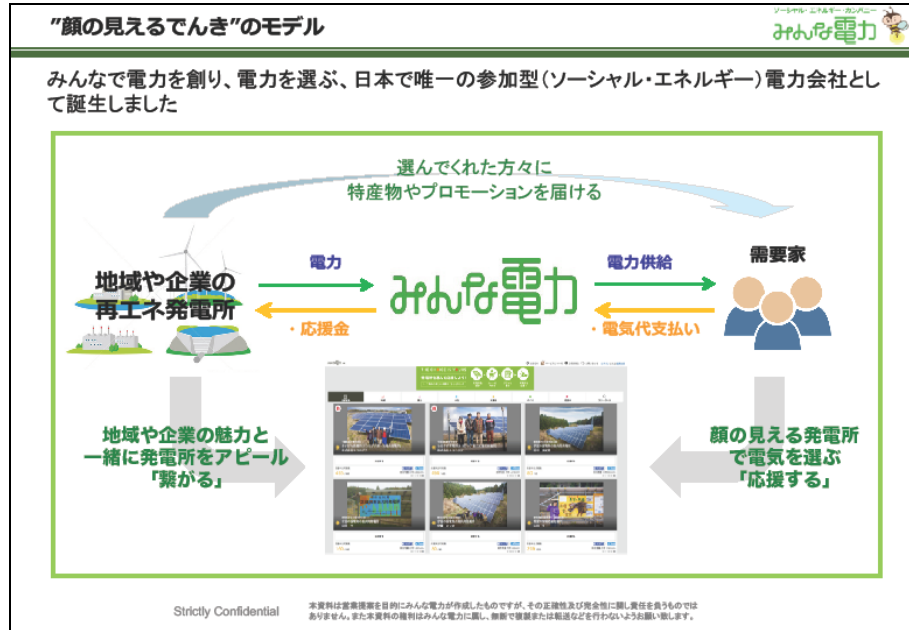 ”顔の見えるでんき”のモデル
ソーシャル・エネルギー・カンパニー
みんな電力
みんなで電力を創り、電力を選ぶ、日本で唯一の参加型（ソーシャル・エネルギー）電力会社とし
て誕生しました
選んでくれた方々に
特産物やプロモーションを届ける
地域や企業の
再エネ発電所
電力
・応援金
みんな電力
電力供給
・電気代支払い
需要家
地域や企業の魅力と
一緒に発電所をアピール
「繋がる」
顔の見える発電所
で電気を選ぶ
「応援する」
Strictly Confidential
本資料は営業提案を目的にみんな電力が作成したものですが、その正確性及び完全性に関し責任を負うものでは
ありません。また本資料の権利はみんな電力に属し、無断で複製または転送などを行わないようお願い致します。